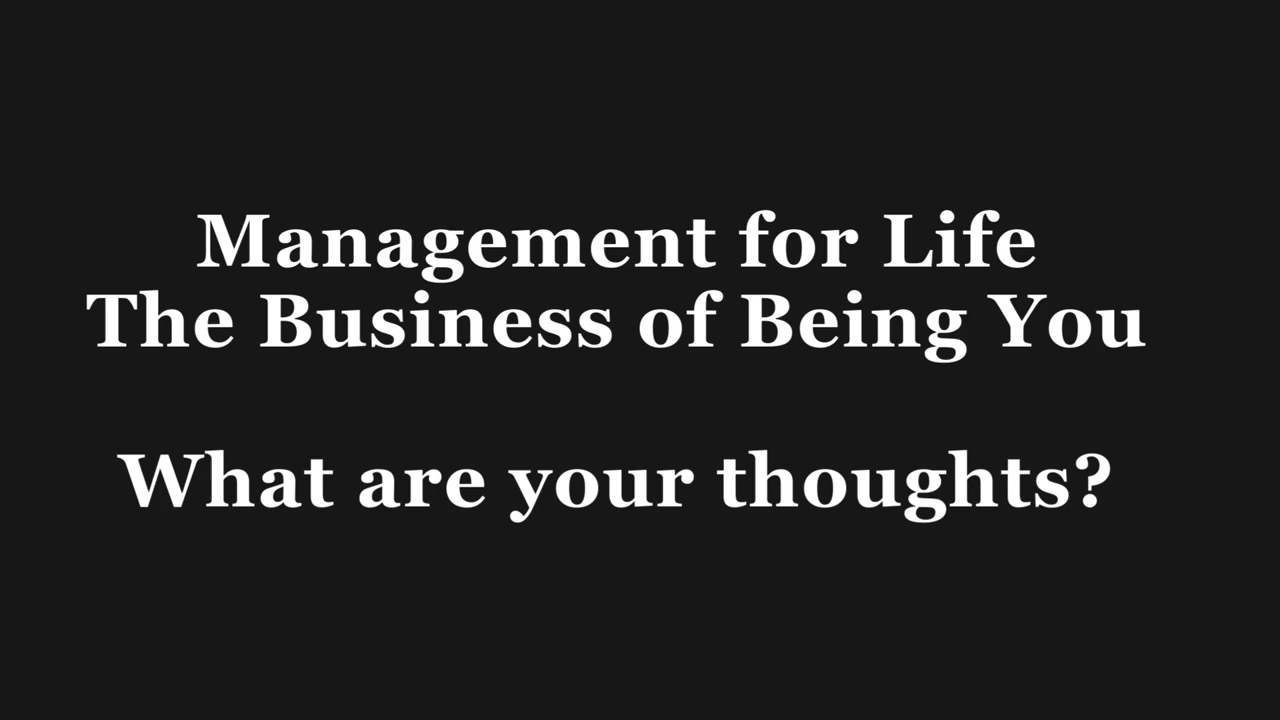 Management for Life
The Business of Being You
What are your thoughts?